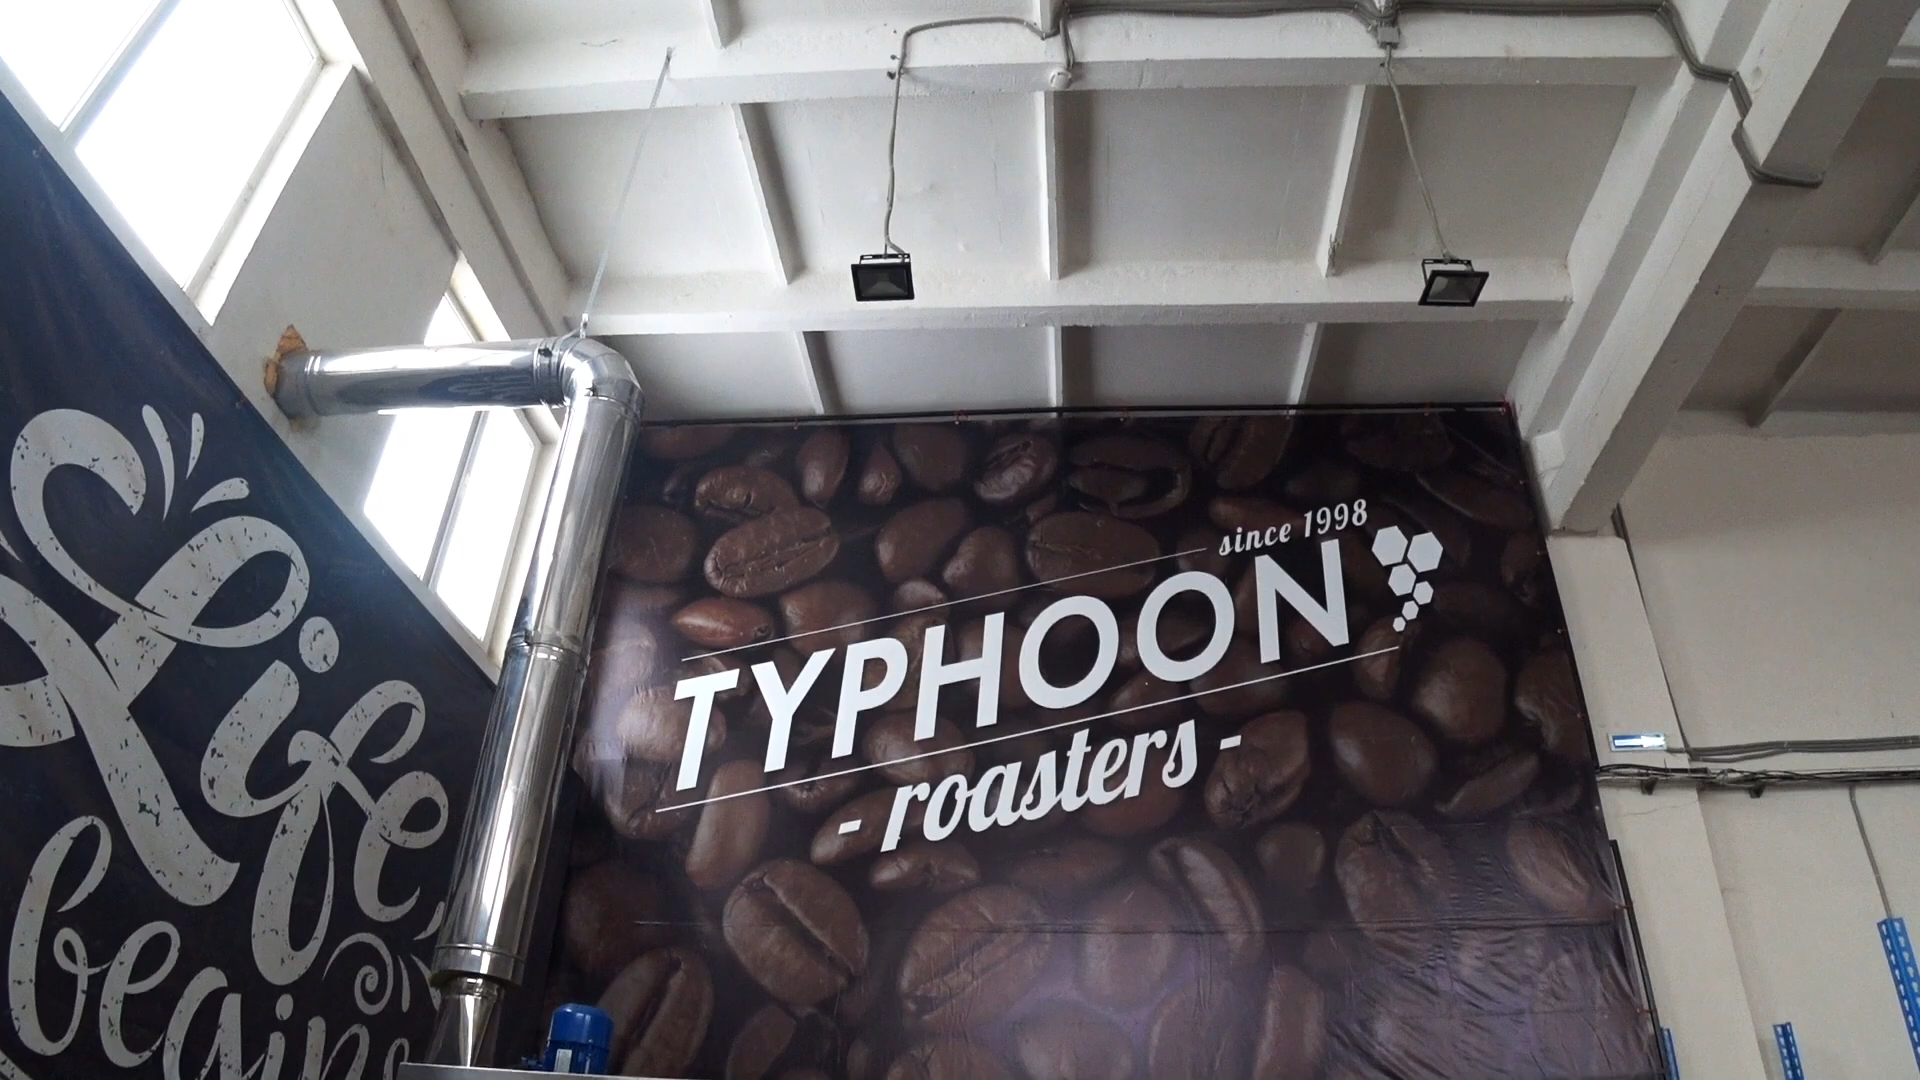 Life
begins
since 1998
TYPHOON
- roasters -